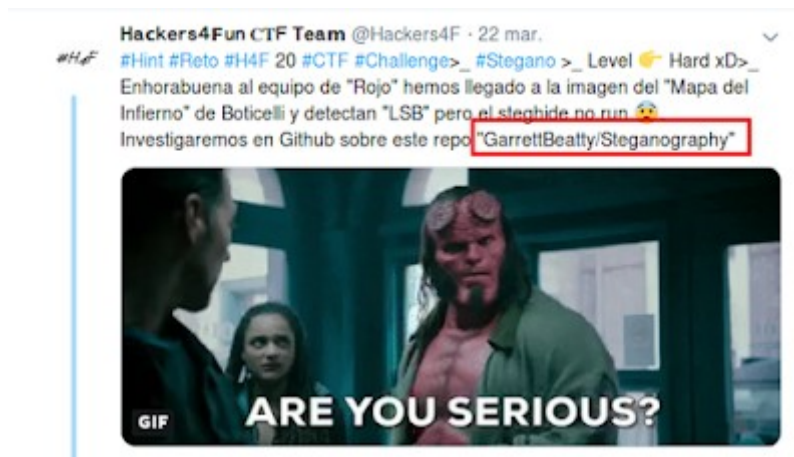 Hackers4Fun CTF Team @Hackers4F · 22 mar.
#H4F
#Hint #Reto #H4F 20 #CTF #Challenge>_ #Stegano >_ Level 👉 Hard xD>_
Enhorabuena al equipo de "Rojo" hemos llegado a la imagen del "Mapa del
Infierno" de Boticelli y detectan "LSB" pero el steghide no run 😨
Investigaremos en Github sobre este repo "GarrettBeatty/Steganography"
ARE YOU SERIOUS?
GIF